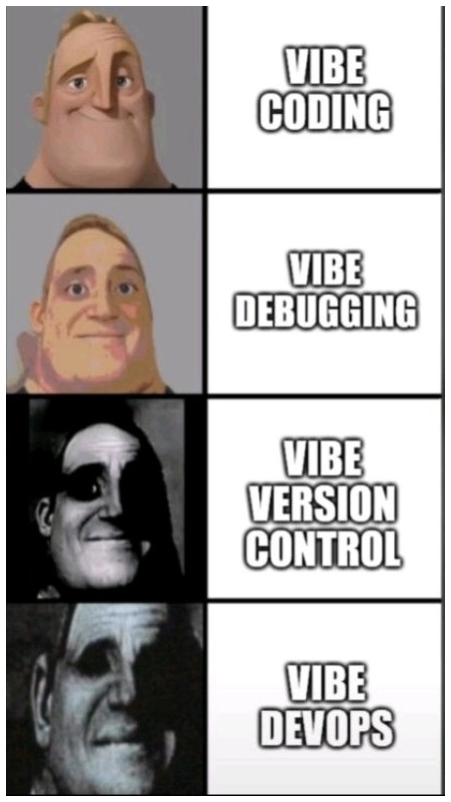 VIBE
CODING
VIBE
DEBUGGING
VIBE
VERSION
CONTROL
VIBE
DEVOPS